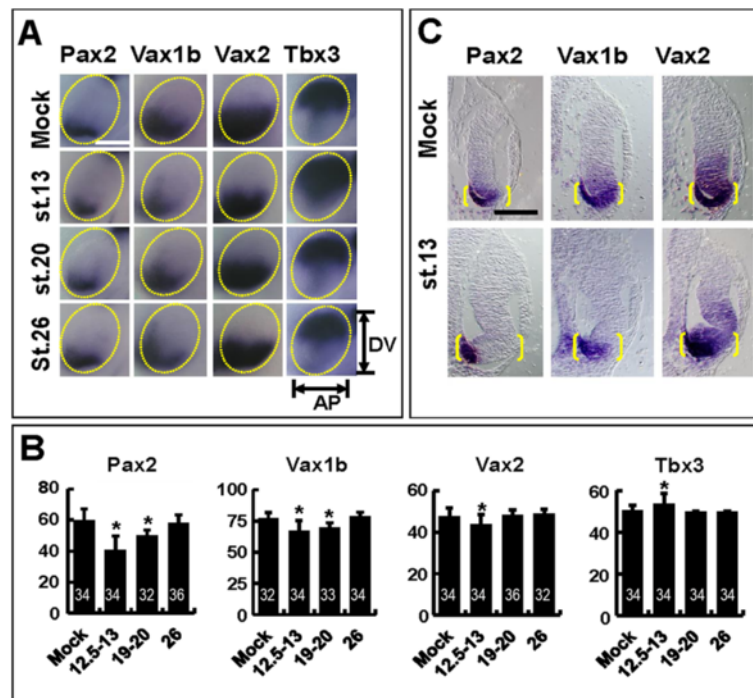 A
Pax2 Vax1b Vax2 Tbx3
Mock
st.13
st.20
St.26
DV
AP
C
Pax2 Vax1b Vax2
Mock
st.13
B
Pax2
60
40
20
0
*
*
34 34 32 36
Mock 12.5-13 19-20 26
Vax1b
100
75
50
25
0
*
*
32 34 33 34
Mock 12.5-13 19-20 26
Vax2
60
40
20
0
*
34 34 36 32
Mock 12.5-13 19-20 26
Tbx3
60
40
20
0
*
34 34 34 34
Mock 12.5-13 19-20 26